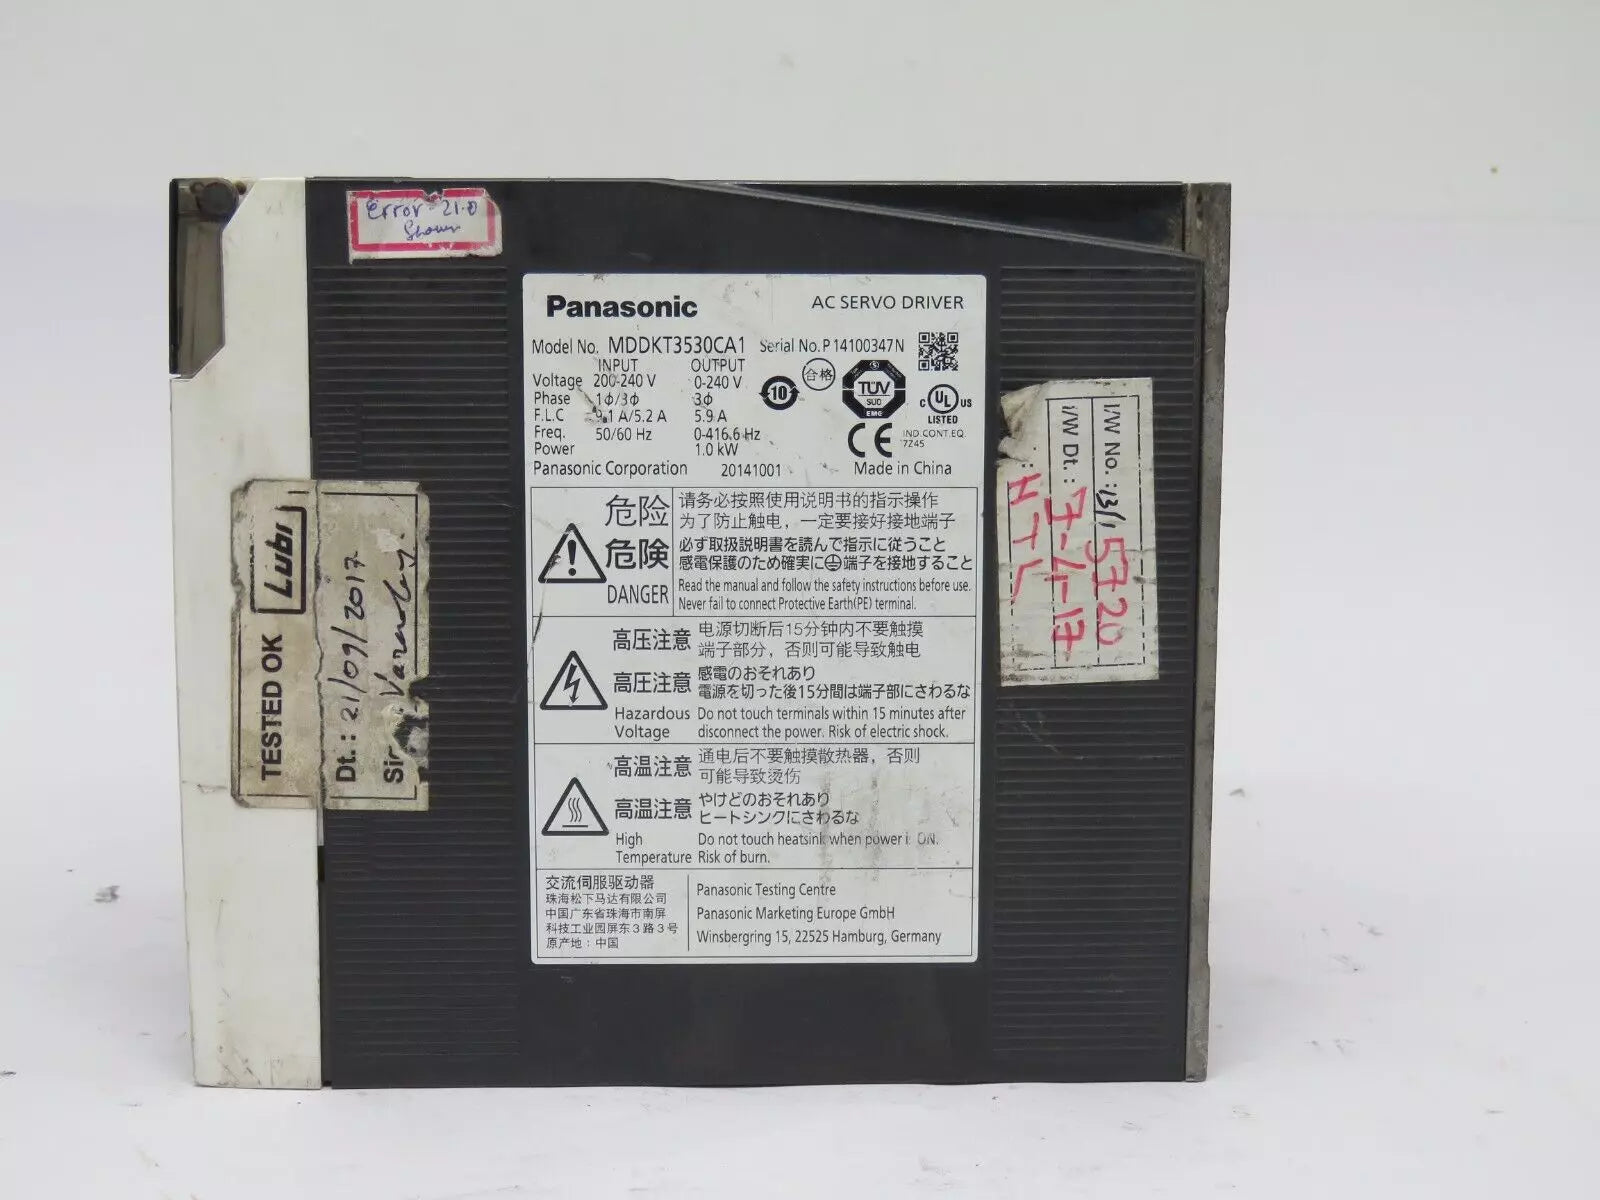 Error 21.0
Shown
Panasonic
AC SERVO DRIVER
Model No. MDDKT3530CA1 Serial No. P14100347N
INPUT OUTPUT
Voltage 200-240 V 0-240 V
Phase 1ϕ/3ϕ 3ϕ
F.L.C 9.1 A/5.2 A 5.9 A
Freq. 50/60 Hz 0-416.6 Hz
Power 1.0 kW
Panasonic Corporation 20141001 Made in China
10
合格
TÜV
SUD
EMC
C UL US
LISTED
CE
IND.CONT.EQ.
7Z45
危险 请务必按照使用说明书的指示操作
为了防止触电，一定要接好接地端子
危険 必ず取扱説明書を読んで指示に従うこと
感電保護のため確実に⏚端子を接地すること
DANGER Read the manual and follow the safety instructions before use.
Never fail to connect Protective Earth(PE) terminal.
高压注意 电源切断后15分钟内不要触摸
端子部分，否则可能导致触电
高圧注意 感電のおそれあり
電源を切った後15分間は端子部にさわるな
Hazardous Voltage Do not touch terminals within 15 minutes after
disconnect the power. Risk of electric shock.
高温注意 通电后不要触摸散热器，否则
可能导致烫伤
高温注意 やけどのおそれあり
ヒートシンクにさわるな
High Temperature Do not touch heatsink when power i ON.
Risk of burn.
交流伺服驱动器
珠海松下马达有限公司
中国广东省珠海市南屏
科技工业园屏东3路3号
原产地：中国
Panasonic Testing Centre
Panasonic Marketing Europe GmbH
Winsbergring 15, 22525 Hamburg, Germany
TESTED OK Lubi
Dt.: 21/09/2017
I/W No.: 13/1 5720
I/W Dt.: 7-4-17
HTL